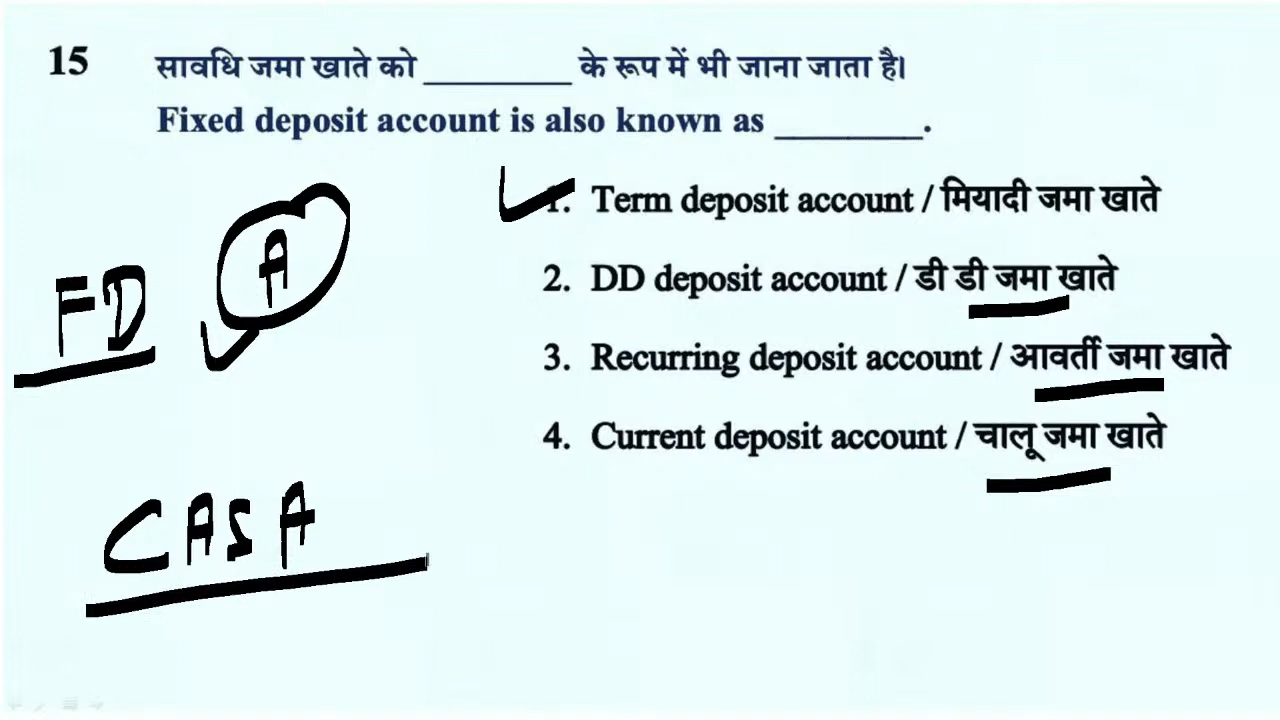 15 सावधि जमा खाते को ________ के रूप में भी जाना जाता है।
Fixed deposit account is also known as ________.
1. Term deposit account / मियादी जमा खाते
2. DD deposit account / डी डी जमा खाते
3. Recurring deposit account / आवर्ती जमा खाते
4. Current deposit account / चालू जमा खाते
FD A
CASA